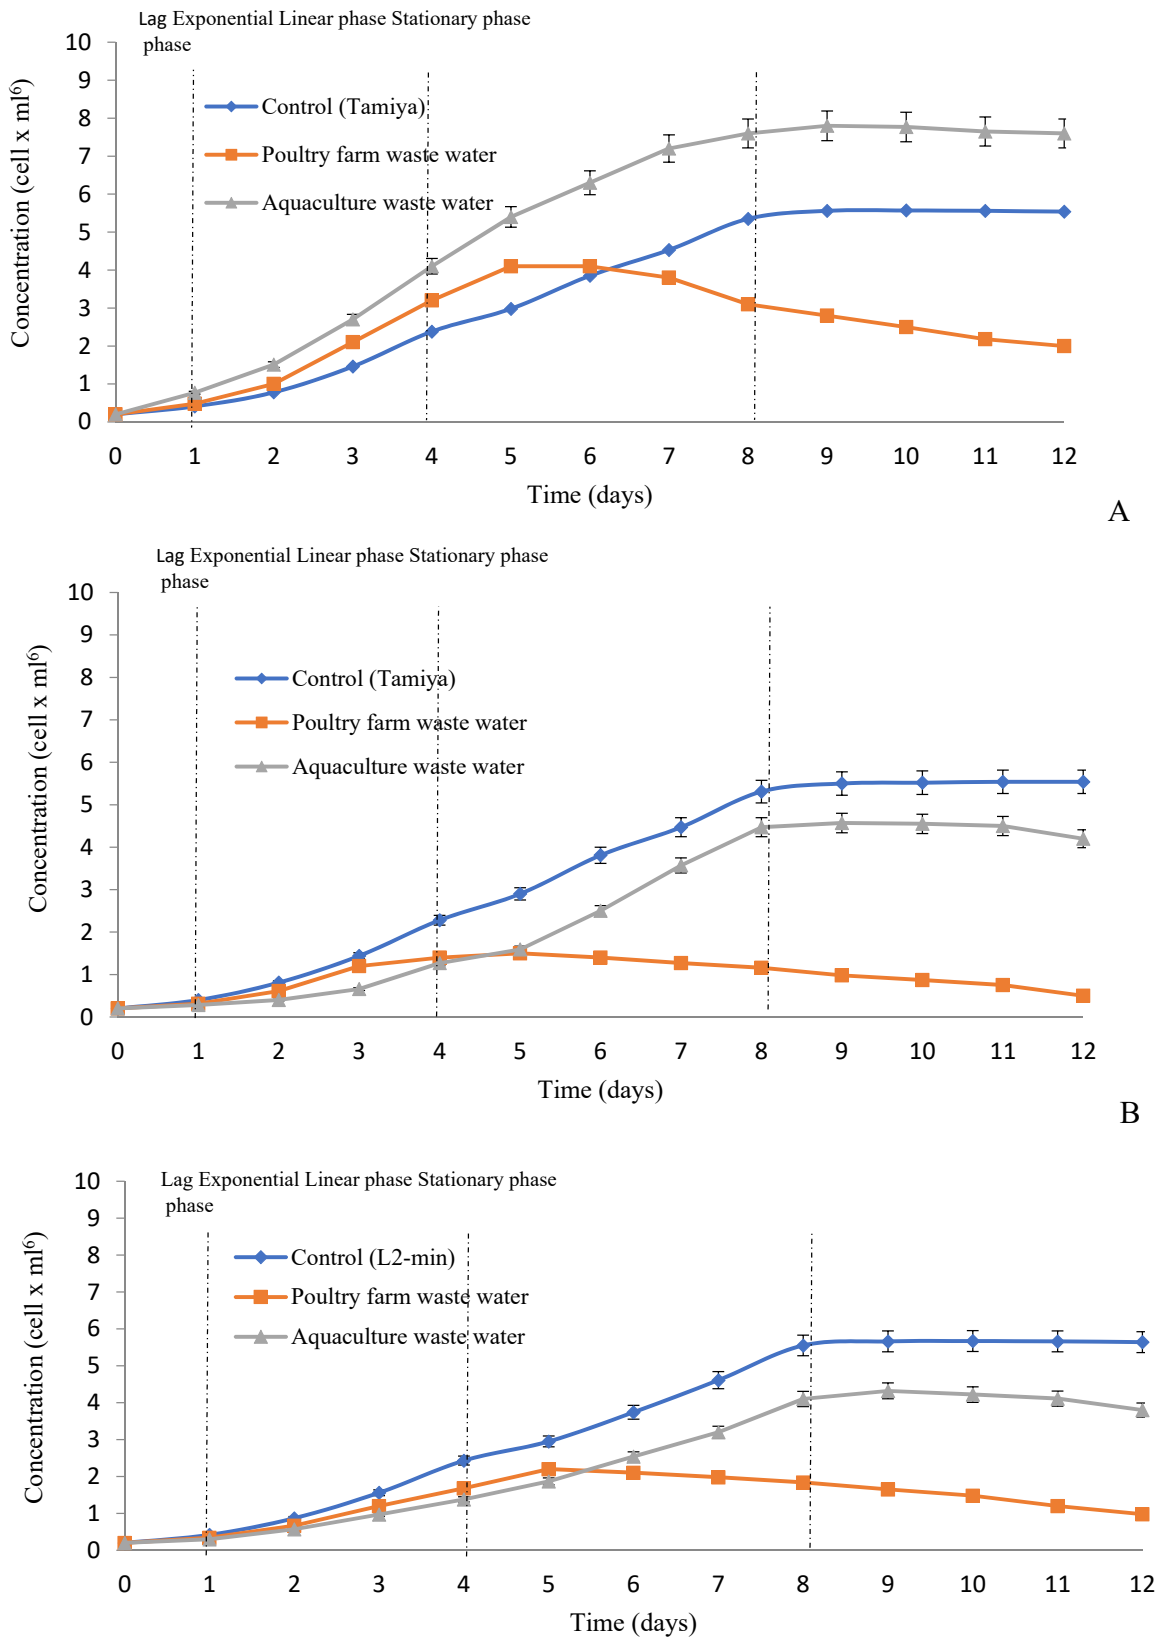 Lag Exponential Linear phase Stationary phase
phase
10
9
8
7
6
5
4
3
2
1
0
Concentration (cell x ml⁶)
Control (Tamiya)
Poultry farm waste water
Aquaculture waste water
0 1 2 3 4 5 6 7 8 9 10 11 12
Time (days)
A
Lag Exponential Linear phase Stationary phase
phase
10
9
8
7
6
5
4
3
2
1
0
Concentration (cell x ml⁶)
Control (Tamiya)
Poultry farm waste water
Aquaculture waste water
0 1 2 3 4 5 6 7 8 9 10 11 12
Time (days)
B
Lag Exponential Linear phase Stationary phase
phase
10
9
8
7
6
5
4
3
2
1
0
Concentration (cell x ml⁶)
Control (L2-min)
Poultry farm waste water
Aquaculture waste water
0 1 2 3 4 5 6 7 8 9 10 11 12
Time (days)